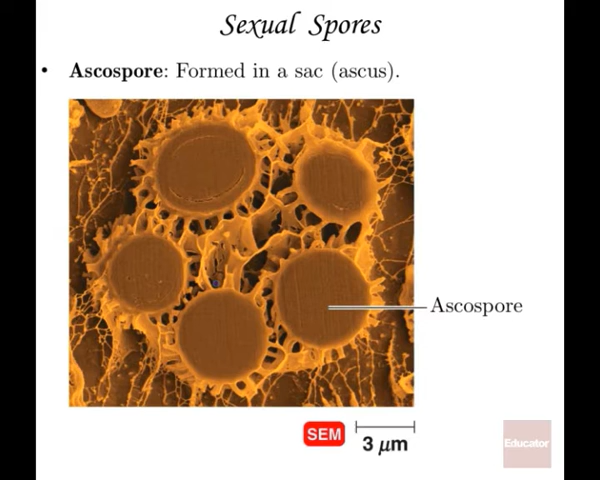 Sexual Spores
• Ascospore: Formed in a sac (ascus).
Ascospore
SEM
3 μm
Educator